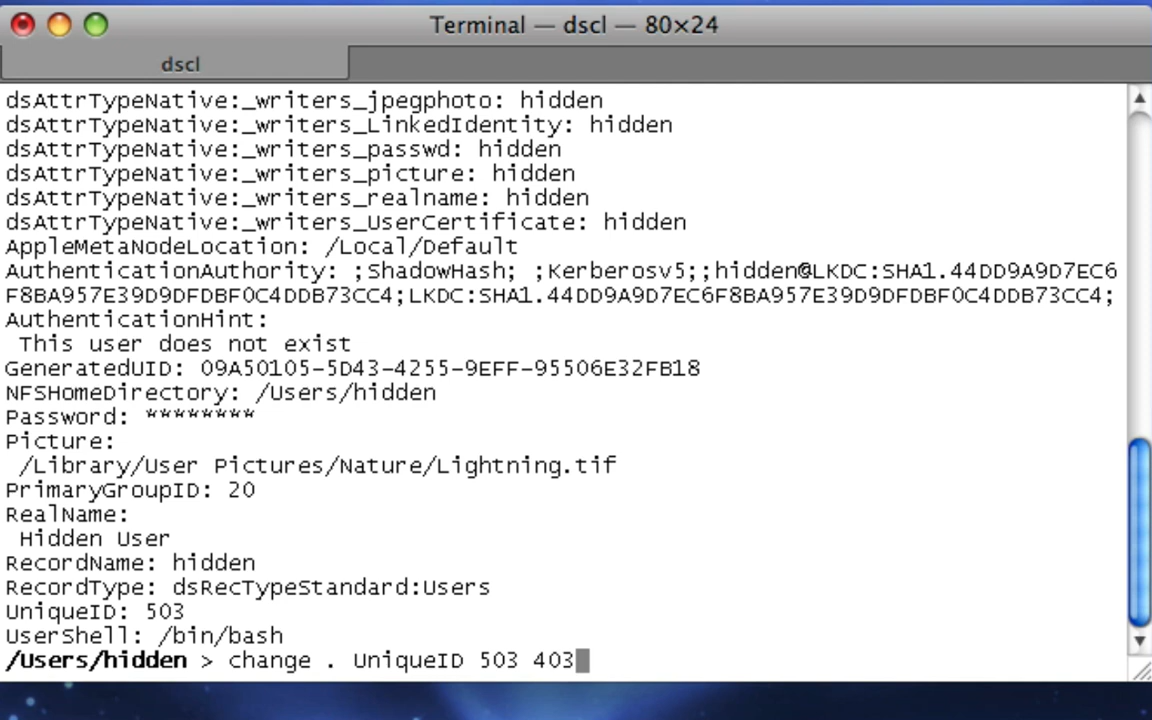 Terminal — dscl — 80×24
dscl
dsAttrTypeNative:_writers_jpegphoto: hidden
dsAttrTypeNative:_writers_LinkedIdentity: hidden
dsAttrTypeNative:_writers_passwd: hidden
dsAttrTypeNative:_writers_picture: hidden
dsAttrTypeNative:_writers_realname: hidden
dsAttrTypeNative:_writers_UserCertificate: hidden
AppleMetaNodeLocation: /Local/Default
AuthenticationAuthority: ;ShadowHash; ;Kerberosv5;;hidden@LKDC:SHA1.44DD9A9D7EC6
F8BA957E39D9DFDBF0C4DDB73CC4;LKDC:SHA1.44DD9A9D7EC6F8BA957E39D9DFDBF0C4DDB73CC4;
AuthenticationHint:
 This user does not exist
GeneratedUID: 09A50105-5D43-4255-9EFF-95506E32FB18
NFSHomeDirectory: /Users/hidden
Password: ********
Picture:
 /Library/User Pictures/Nature/Lightning.tif
PrimaryGroupID: 20
RealName:
 Hidden User
RecordName: hidden
RecordType: dsRecTypeStandard:Users
UniqueID: 503
UserShell: /bin/bash
/Users/hidden > change . UniqueID 503 403